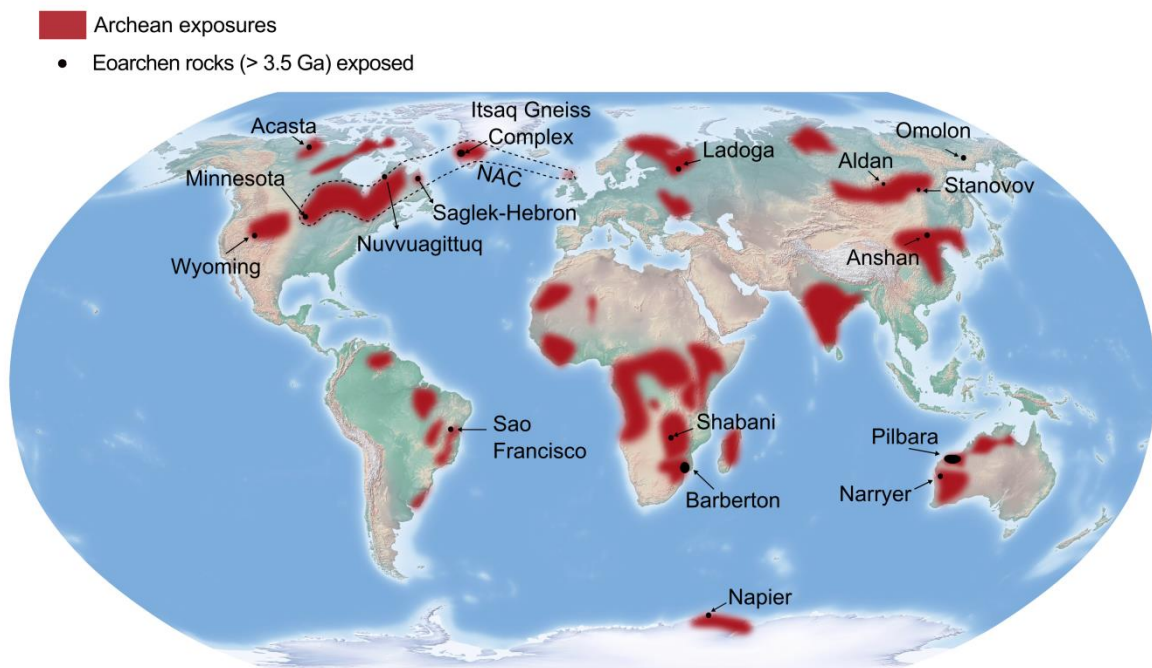 Archean exposures
Eoarchen rocks (> 3.5 Ga) exposed
Itsaq Gneiss
Complex
Acasta
Omolon
Ladoga
Aldan
Minnesota
NAC
Stanovov
Saglek-Hebron
Nuvvuagittuq
Anshan
Wyoming
Shabani
Sao
Francisco
Pilbara
Barberton
Narryer
Napier